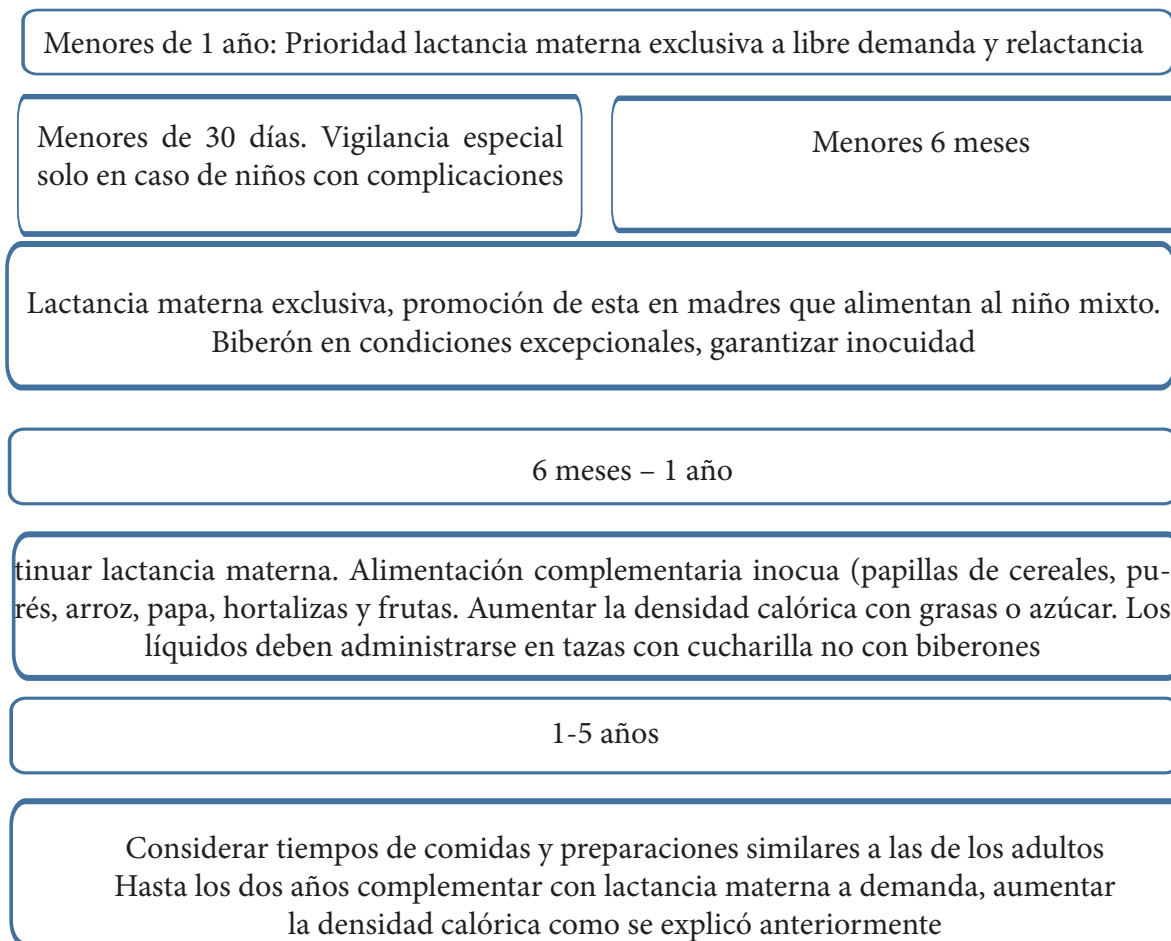 Menores de 1 año: Prioridad lactancia materna exclusiva a libre demanda y relactancia
Menores de 30 días. Vigilancia especial
solo en caso de niños con complicaciones
Menores 6 meses
Lactancia materna exclusiva, promoción de esta en madres que alimentan al niño mixto.
Biberón en condiciones excepcionales, garantizar inocuidad
6 meses – 1 año
tinuar lactancia materna. Alimentación complementaria inocua (papillas de cereales, pu-
rés, arroz, papa, hortalizas y frutas. Aumentar la densidad calórica con grasas o azúcar. Los
líquidos deben administrarse en tazas con cucharilla no con biberones
1-5 años
Considerar tiempos de comidas y preparaciones similares a las de los adultos
Hasta los dos años complementar con lactancia materna a demanda, aumentar
la densidad calórica como se explicó anteriormente